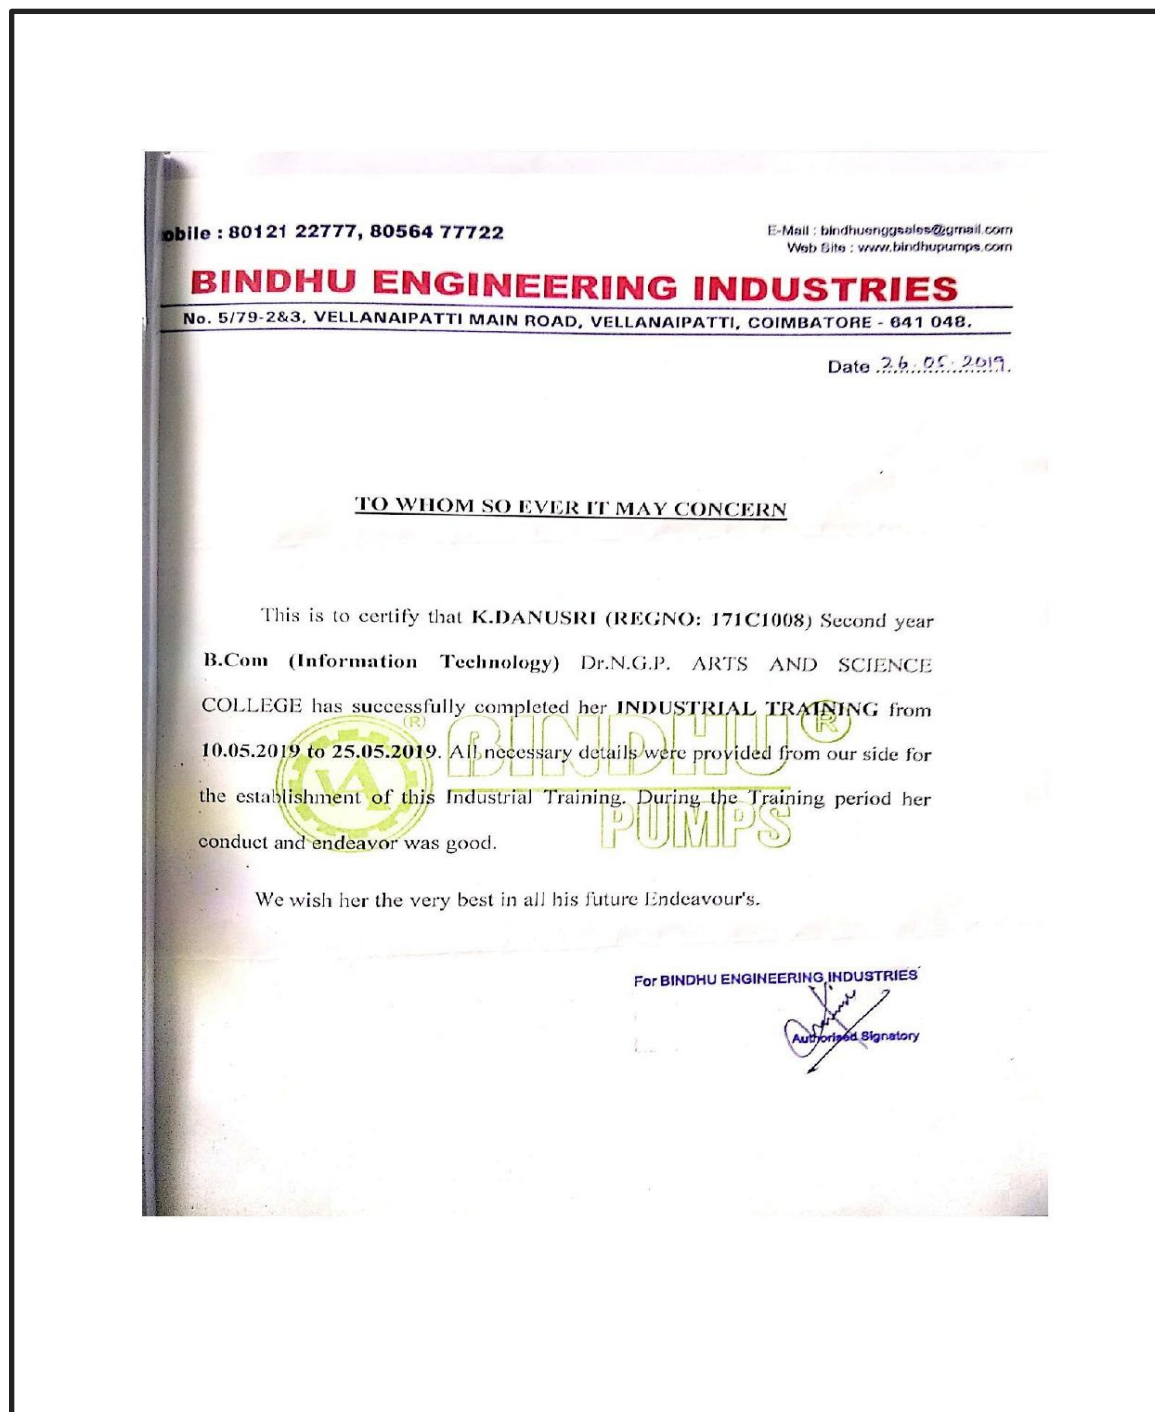 obile : 80121 22777, 80564 77722
E-Mail : bindhuenggsales@gmail.com
Web Site : www.bindhupumps.com
BINDHU ENGINEERING INDUSTRIES
No. 5/79-2&3, VELLANAIPATTI MAIN ROAD, VELLANAIPATTI, COIMBATORE - 641 048.
Date 26.05.2019.
TO WHOM SO EVER IT MAY CONCERN
This is to certify that K.DANUSRI (REGNO: 171C1008) Second year
B.Com (Information Technology) Dr.N.G.P. ARTS AND SCIENCE
COLLEGE has successfully completed her INDUSTRIAL TRAINING from
10.05.2019 to 25.05.2019. All necessary details were provided from our side for
the establishment of this Industrial Training. During the Training period her
conduct and endeavor was good.
(R)
BINDHU ®
PUMPS
We wish her the very best in all his future Endeavour's.
For BINDHU ENGINEERING INDUSTRIES
Authorised Signatory